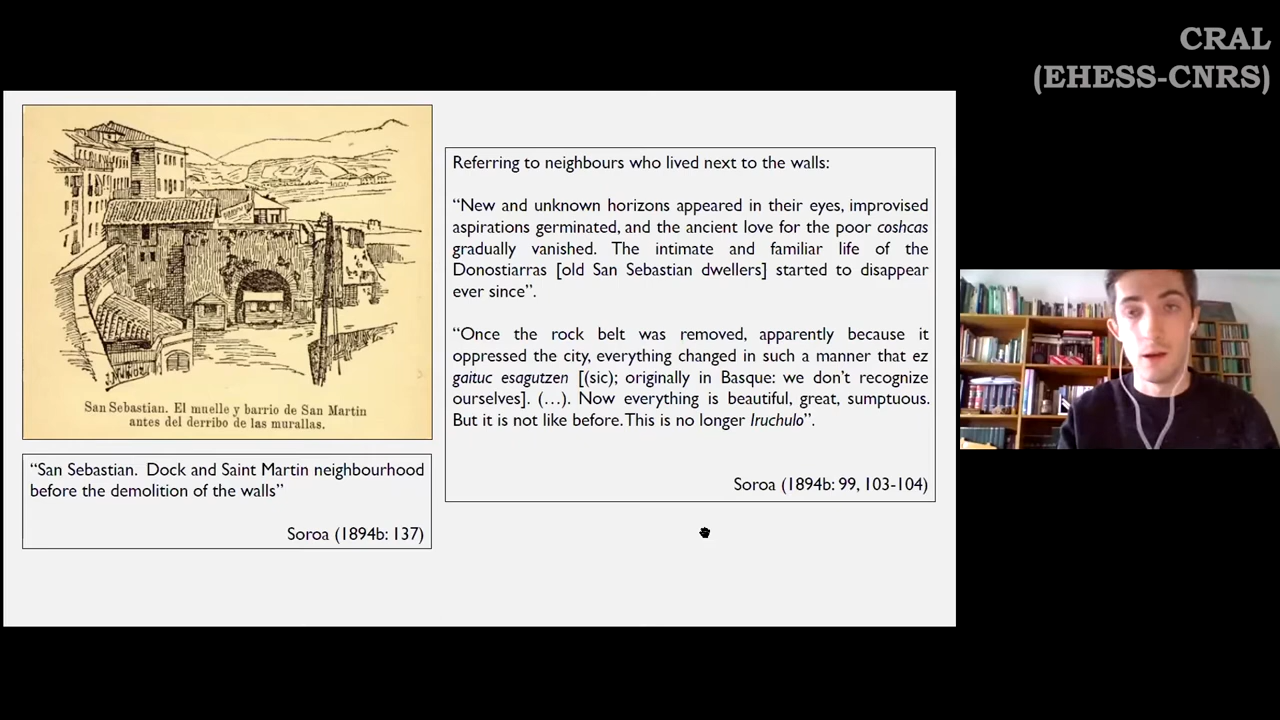 CRAL
(EHESS-CNRS)
San Sebastian. El muelle y barrio de San Martin
antes del derribo de las murallas.
“San Sebastian. Dock and Saint Martin neighbourhood
before the demolition of the walls”
Soroa (1894b: 137)
Referring to neighbours who lived next to the walls:
“New and unknown horizons appeared in their eyes, improvised
aspirations germinated, and the ancient love for the poor coshcas
gradually vanished. The intimate and familiar life of the
Donostiarras [old San Sebastian dwellers] started to disappear
ever since”.
“Once the rock belt was removed, apparently because it
oppressed the city, everything changed in such a manner that ez
gaituc esagutzen [(sic); originally in Basque: we don’t recognize
ourselves]. (…). Now everything is beautiful, great, sumptuous.
But it is not like before. This is no longer Iruchulo”.
Soroa (1894b: 99, 103-104)